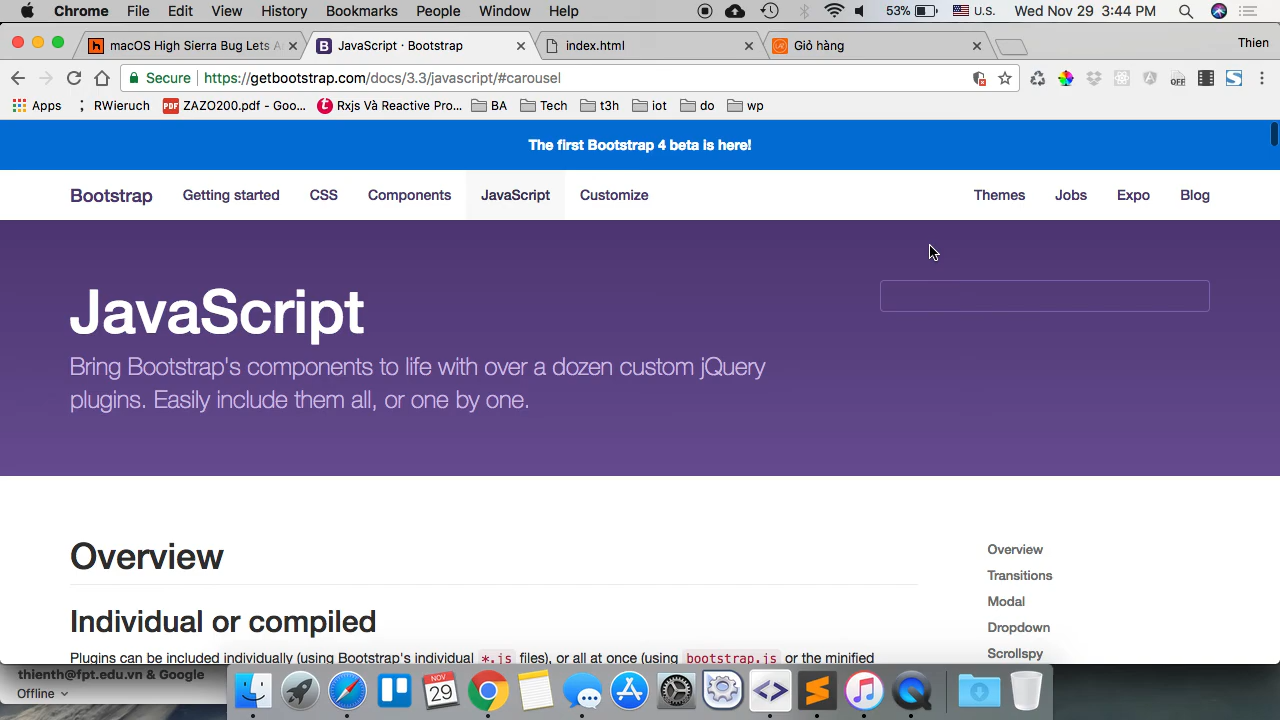 Chrome File Edit View History Bookmarks People Window Help 53% U.S. Wed Nov 29 3:44 PM
macOS High Sierra Bug Lets A JavaScript · Bootstrap index.html Giỏ hàng Thien
Secure https://getbootstrap.com/docs/3.3/javascript/#carousel OFF
Apps RWieruch ZAZO200.pdf - Goo... Rxjs Và Reactive Pro... BA Tech t3h iot do wp
The first Bootstrap 4 beta is here!
Bootstrap Getting started CSS Components JavaScript Customize Themes Jobs Expo Blog
JavaScript
Bring Bootstrap's components to life with over a dozen custom jQuery
plugins. Easily include them all, or one by one.
Overview
Individual or compiled
Plugins can be included individually (using Bootstrap's individual *.js files), or all at once (using bootstrap.js or the minified
Overview
Transitions
Modal
Dropdown
Scrollspy
thienth@fpt.edu.vn & Google
Offline
NOV
29